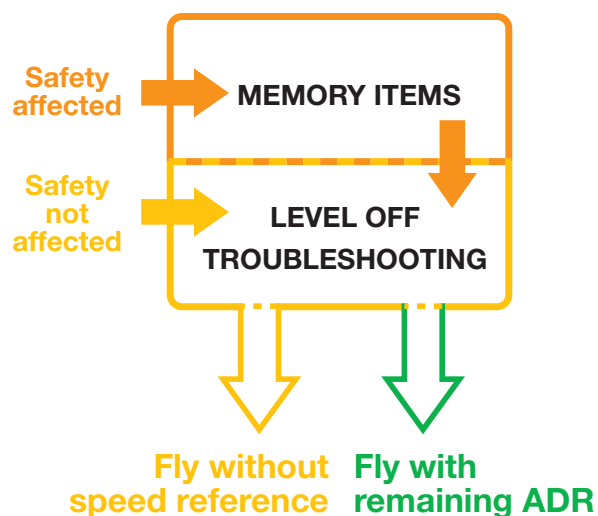 Safety
affected
MEMORY ITEMS
Safety
not
affected
LEVEL OFF
TROUBLESHOOTING
Fly without
speed reference
Fly with
remaining ADR